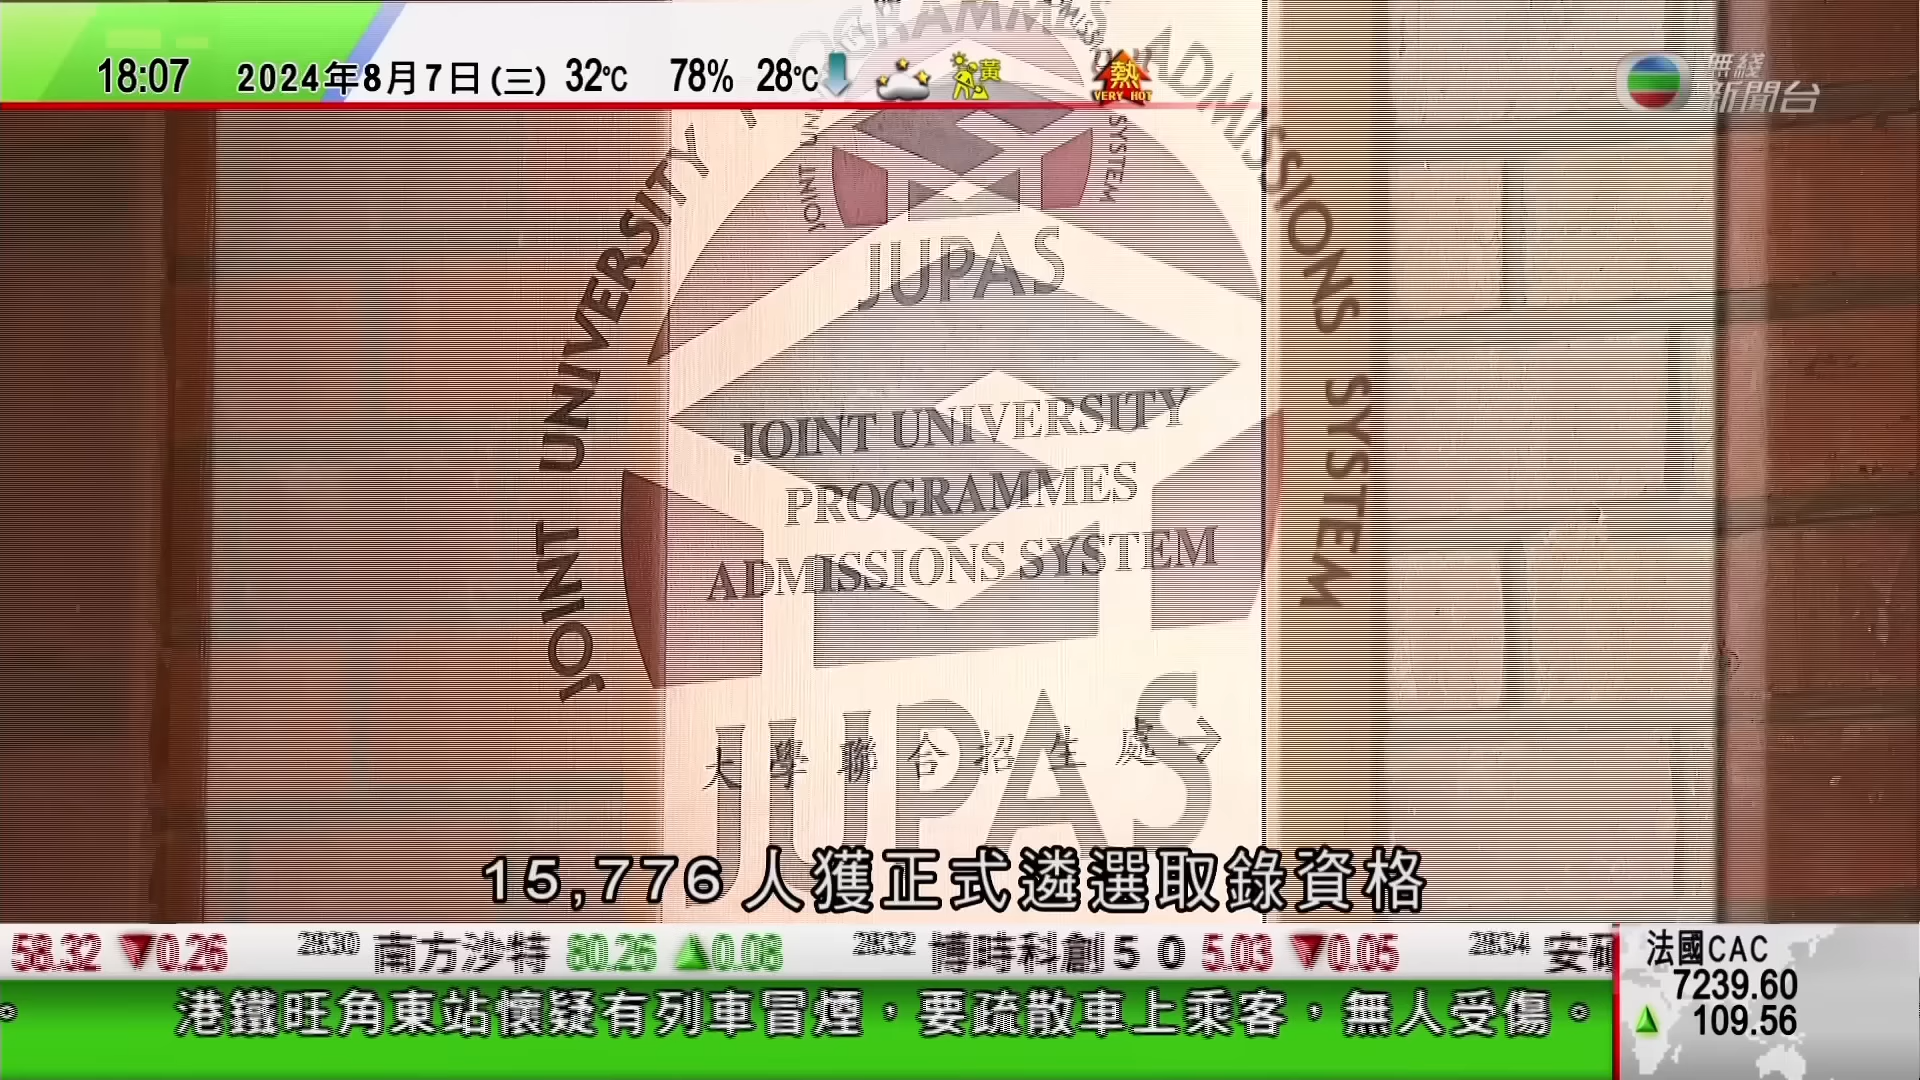 18:07 2024年8月7日(三) 32℃ 78% 28℃ 黃 熱 VERY HOT
無綫新聞台
JOINT UNIVERSITY PROGRAMMES ADMISSIONS SYSTEM
JOINT UNIVERSITY PROGRAMMES ADMISSIONS SYSTEM
JUPAS
JOINT UNIVERSITY
PROGRAMMES
ADMISSIONS SYSTEM
大學聯合招生處→
JUPAS
15,776人獲正式遴選取錄資格
58.32 ▼0.26 2830 南方沙特 80.26 ▲0.08 2832 博時科創50 5.03 ▼0.05 2834
法國CAC
7239.60
▲ 109.56
。 港鐵旺角東站懷疑有列車冒煙，要疏散車上乘客，無人受傷。